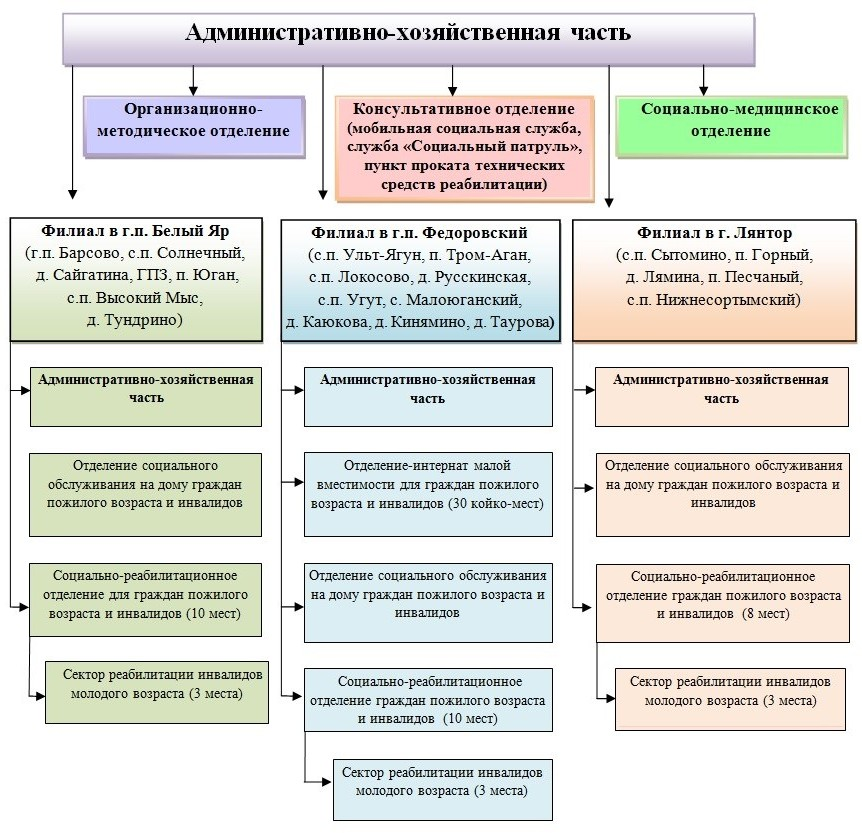 Административно-хозяйственная часть
Организационно-
методическое отделение
Консультативное отделение
(мобильная социальная служба,
служба «Социальный патруль»,
пункт проката технических
средств реабилитации)
Социально-медицинское
отделение
Филиал в г.п. Белый Яр
(г.п. Барсово, с.п. Солнечный,
д. Сайгатина, ГПЗ, п. Юган,
с.п. Высокий Мыс,
д. Тундрино)
Административно-хозяйственная
часть
Отделение социального
обслуживания на дому граждан
пожилого возраста и инвалидов
Социально-реабилитационное
отделение для граждан пожилого
возраста и инвалидов (10 мест)
Сектор реабилитации инвалидов
молодого возраста (3 места)
Филиал в г.п. Федоровский
(с.п. Ульт-Ягун, п. Тром-Аган,
с.п. Локосово, д. Русскинская,
с.п. Угут, с. Малоюганский,
д. Каюкова, д. Кинямино, д. Таурова)
Административно-хозяйственная
часть
Отделение-интернат малой
вместимости для граждан пожилого
возраста и инвалидов (30 койко-мест)
Отделение социального обслуживания
на дому граждан пожилого возраста и
инвалидов
Социально-реабилитационное
отделение граждан пожилого возраста
и инвалидов (10 мест)
Сектор реабилитации инвалидов
молодого возраста (3 места)
Филиал в г. Лянтор
(с.п. Сытомино, п. Горный,
д. Лямина, п. Песчаный,
с.п. Нижнесортымский)
Административно-хозяйственная
часть
Отделение социального обслуживания
на дому граждан пожилого возраста и
инвалидов
Социально-реабилитационное
отделение граждан пожилого возраста
и инвалидов (8 мест)
Сектор реабилитации инвалидов
молодого возраста (3 места)